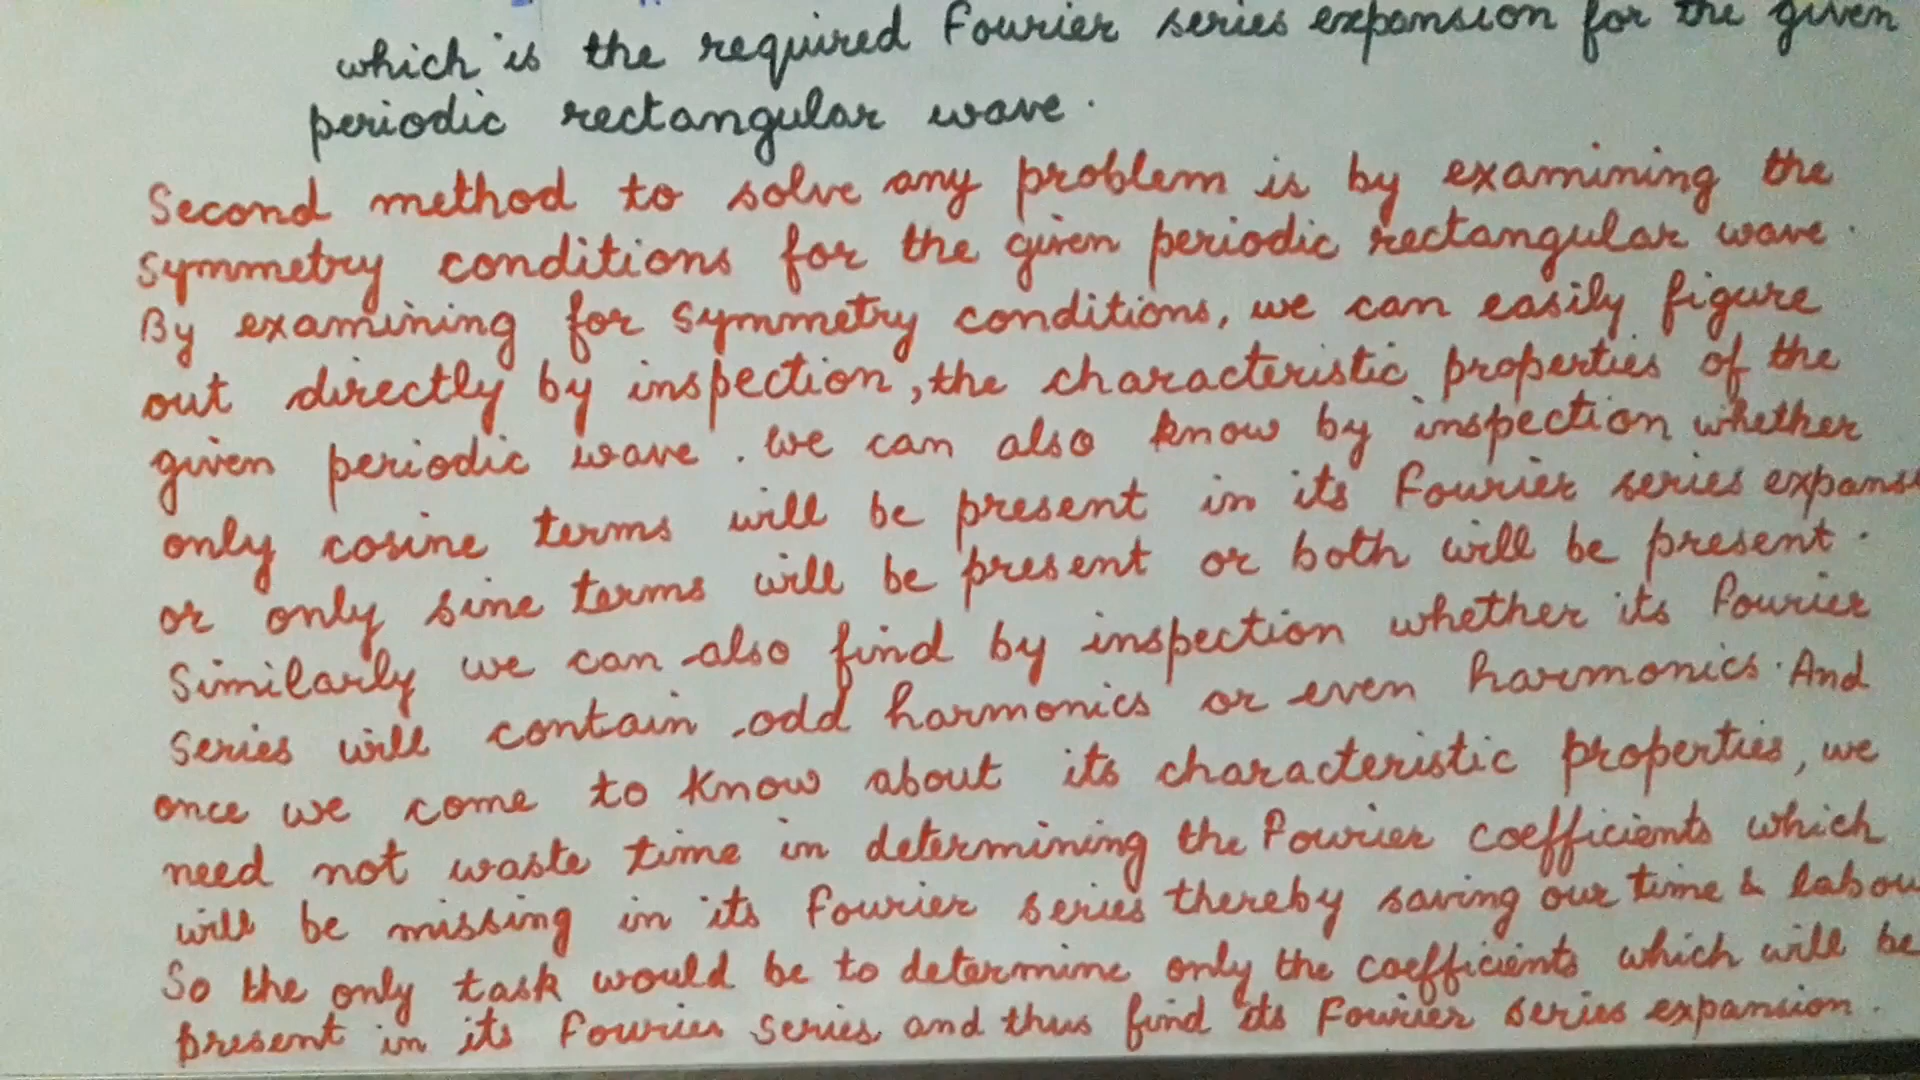 which is the required Fourier series expansion for the given
periodic rectangular wave.
Second method to solve any problem is by examining the
symmetry conditions for the given periodic rectangular wave.
By examining for symmetry conditions, we can easily figure
out directly by inspection, the characteristic properties of the
given periodic wave. We can also know by inspection whether
only cosine terms will be present in its Fourier series expans
or only sine terms will be present or both will be present.
Similarly we can also find by inspection whether its Fourier
series will contain odd harmonics or even harmonics. And
once we come to know about its characteristic properties, we
need not waste time in determining the Fourier coefficients which
will be missing in its Fourier series thereby saving our time & labou
So the only task would be to determine only the coefficients which will be
present in its Fourier series and thus find its Fourier series expansion.